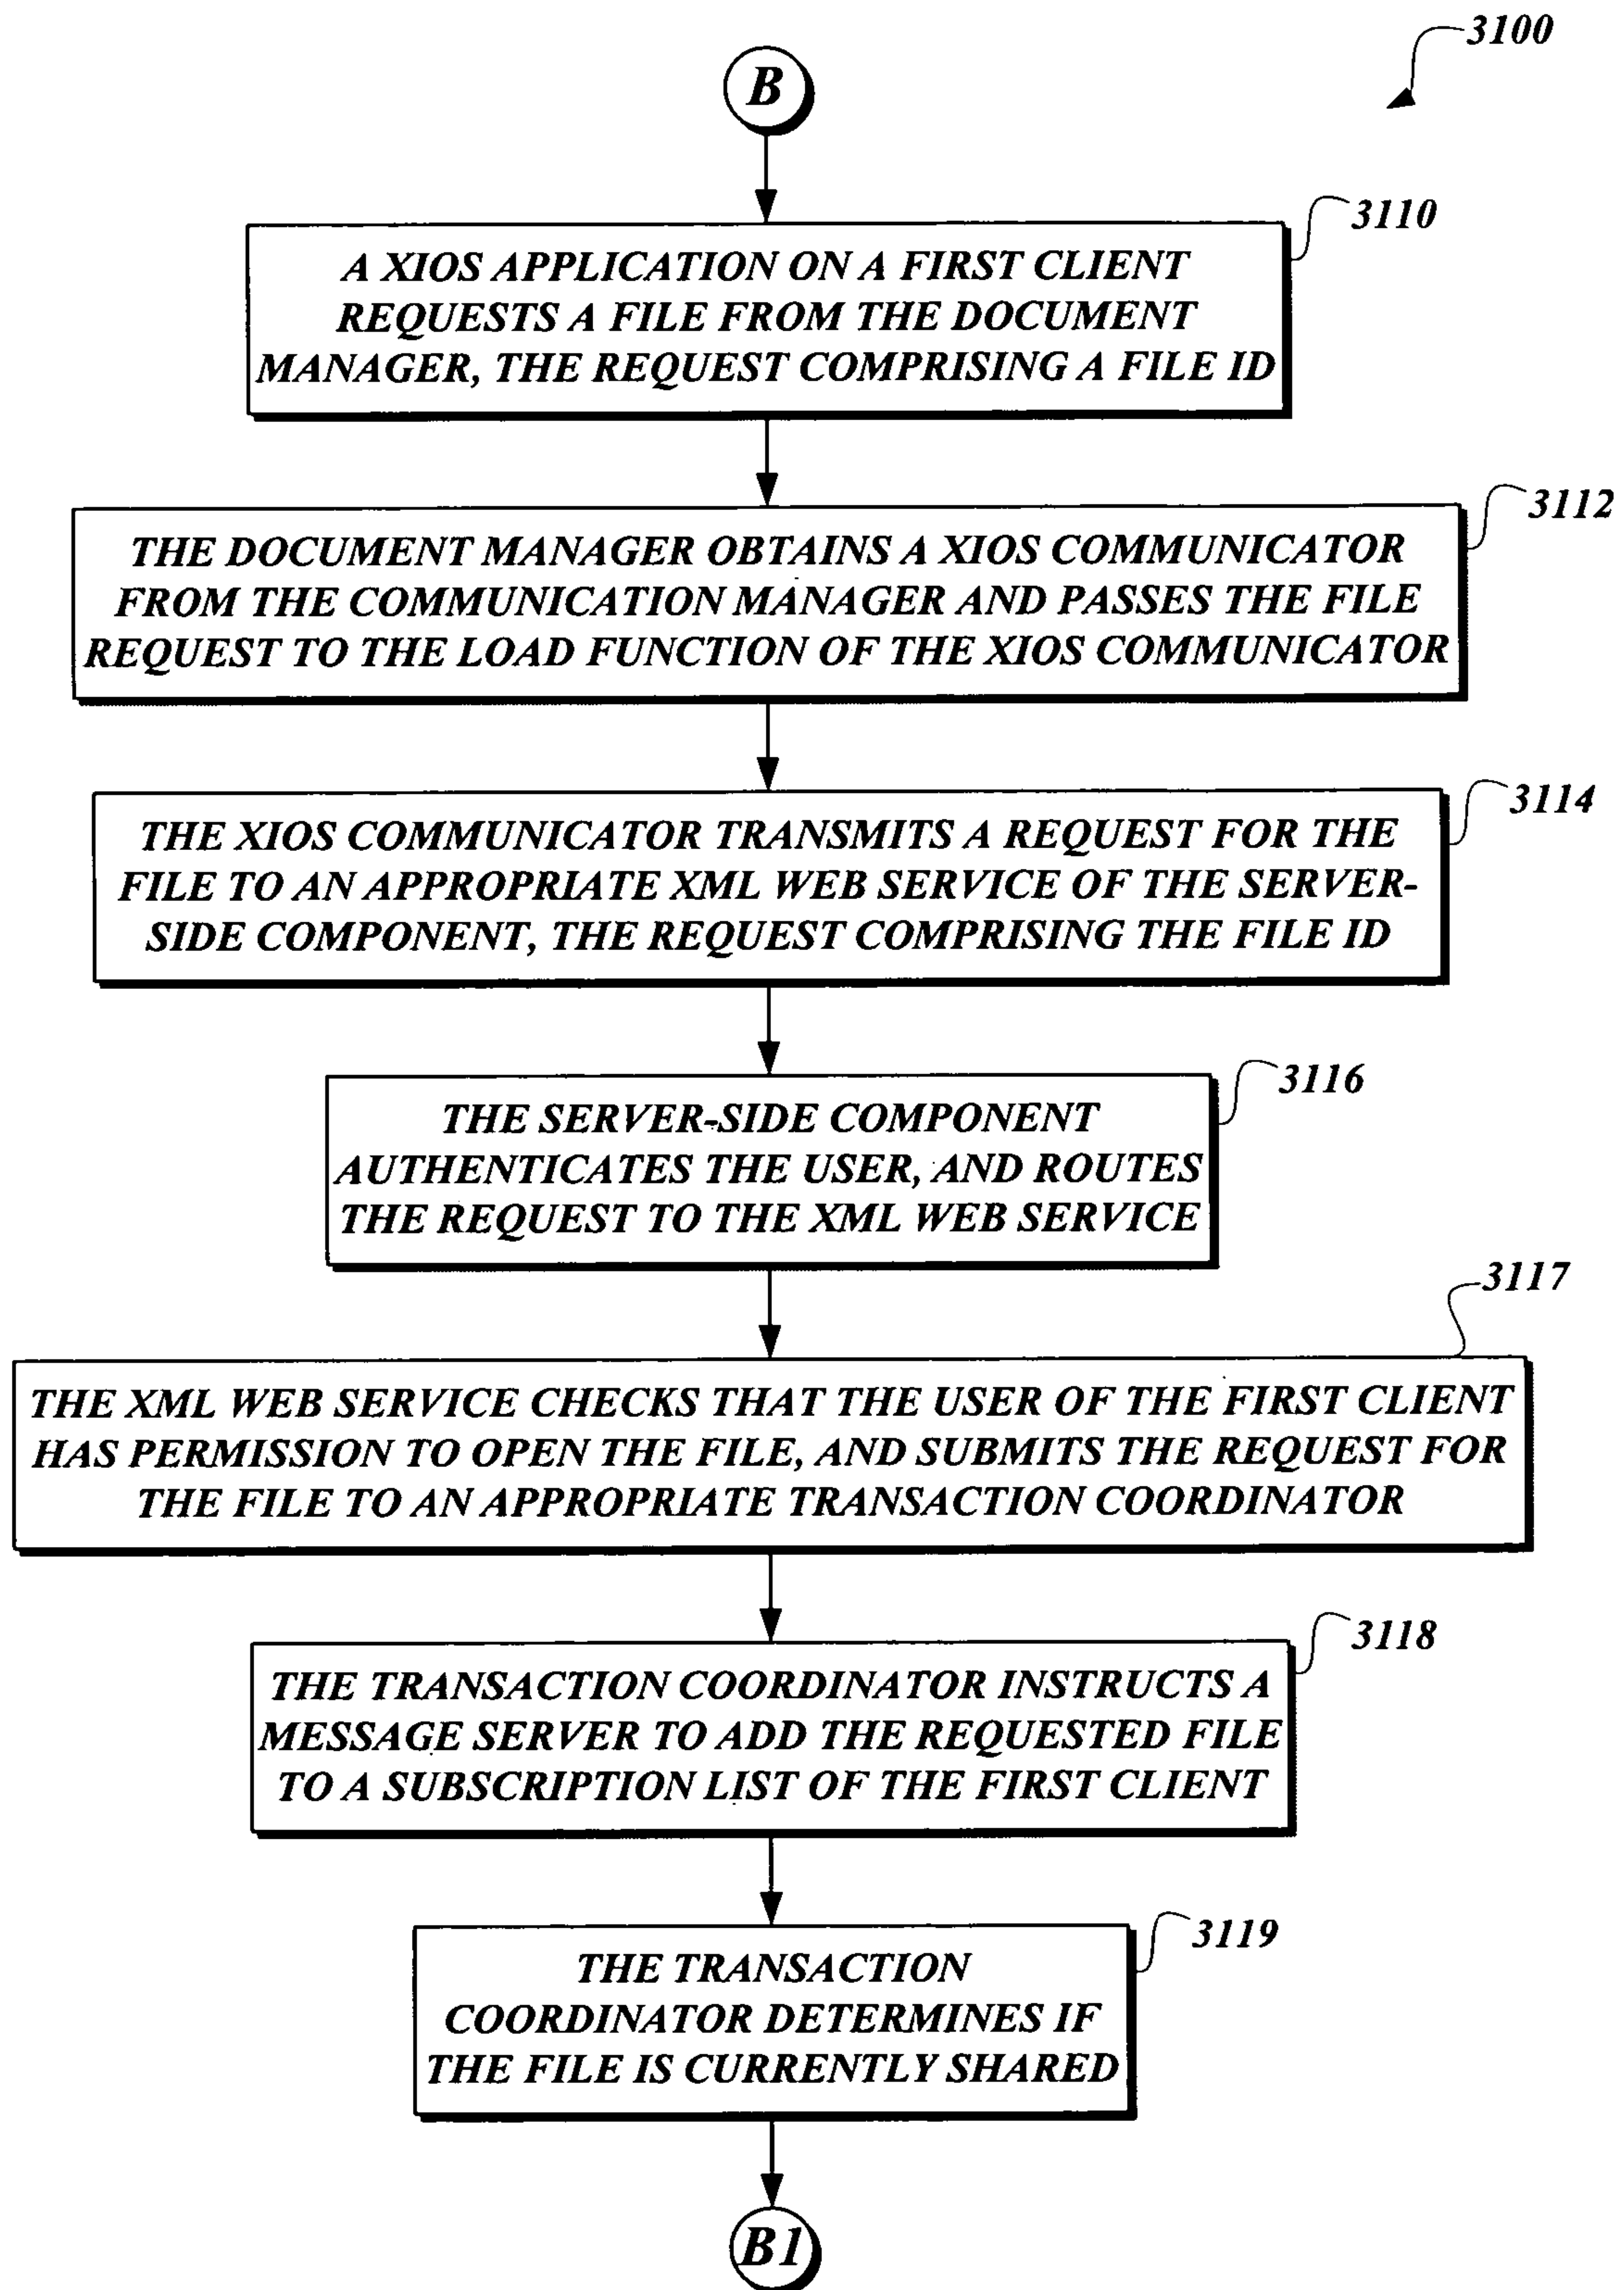 3100
B
3110
A XIOS APPLICATION ON A FIRST CLIENT
REQUESTS A FILE FROM THE DOCUMENT
MANAGER, THE REQUEST COMPRISING A FILE ID
3112
THE DOCUMENT MANAGER OBTAINS A XIOS COMMUNICATOR
FROM THE COMMUNICATION MANAGER AND PASSES THE FILE
REQUEST TO THE LOAD FUNCTION OF THE XIOS COMMUNICATOR
3114
THE XIOS COMMUNICATOR TRANSMITS A REQUEST FOR THE
FILE TO AN APPROPRIATE XML WEB SERVICE OF THE SERVER-
SIDE COMPONENT, THE REQUEST COMPRISING THE FILE ID
3116
THE SERVER-SIDE COMPONENT
AUTHENTICATES THE USER, AND ROUTES
THE REQUEST TO THE XML WEB SERVICE
3117
THE XML WEB SERVICE CHECKS THAT THE USER OF THE FIRST CLIENT
HAS PERMISSION TO OPEN THE FILE, AND SUBMITS THE REQUEST FOR
THE FILE TO AN APPROPRIATE TRANSACTION COORDINATOR
3118
THE TRANSACTION COORDINATOR INSTRUCTS A
MESSAGE SERVER TO ADD THE REQUESTED FILE
TO A SUBSCRIPTION LIST OF THE FIRST CLIENT
3119
THE TRANSACTION
COORDINATOR DETERMINES IF
THE FILE IS CURRENTLY SHARED
B1